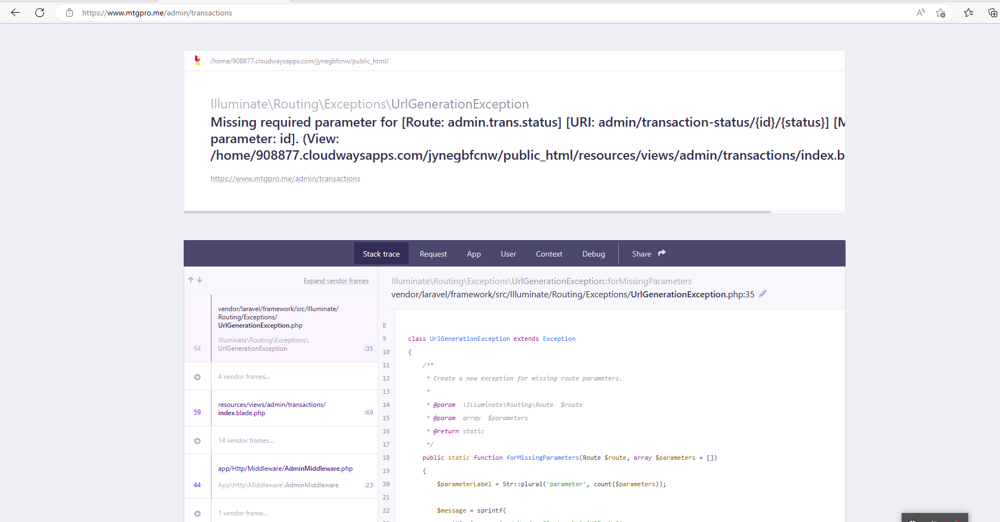 https://www.mtgpro.me/admin/transactions
/home/908877.cloudwaysapps.com/jynegbfcnw/public_html/
Illuminate\Routing\Exceptions\UrlGenerationException
Missing required parameter for [Route: admin.trans.status] [URI: admin/transaction-status/{id}/{status}] [M
parameter: id]. (View:
/home/908877.cloudwaysapps.com/jynegbfcnw/public_html/resources/views/admin/transactions/index.b
https://www.mtgpro.me/admin/transactions
Stack trace Request App User Context Debug Share
Expand vendor frames
vendor/laravel/framework/src/Illuminate/
Routing/Exceptions/
UrlGenerationException.php
Illuminate\Routing\Exceptions\
64 UrlGenerationException :35
4 vendor frames...
resources/views/admin/transactions/
59 index.blade.php :69
14 vendor frames...
app/Http/Middleware/AdminMiddleware.php
44 App\Http\Middleware\AdminMiddleware :23
1 vendor frame...
Illuminate\Routing\Exceptions\UrlGenerationException::forMissingParameters
vendor/laravel/framework/src/Illuminate/Routing/Exceptions/UrlGenerationException.php:35
8
9 class UrlGenerationException extends Exception
10 {
11 /**
12 * Create a new exception for missing route parameters.
13 *
14 * @param \Illuminate\Routing\Route $route
15 * @param array $parameters
16 * @return static
17 */
18 public static function forMissingParameters(Route $route, array $parameters = [])
19 {
20 $parameterLabel = Str::plural('parameter', count($parameters));
21
22 $message = sprintf(